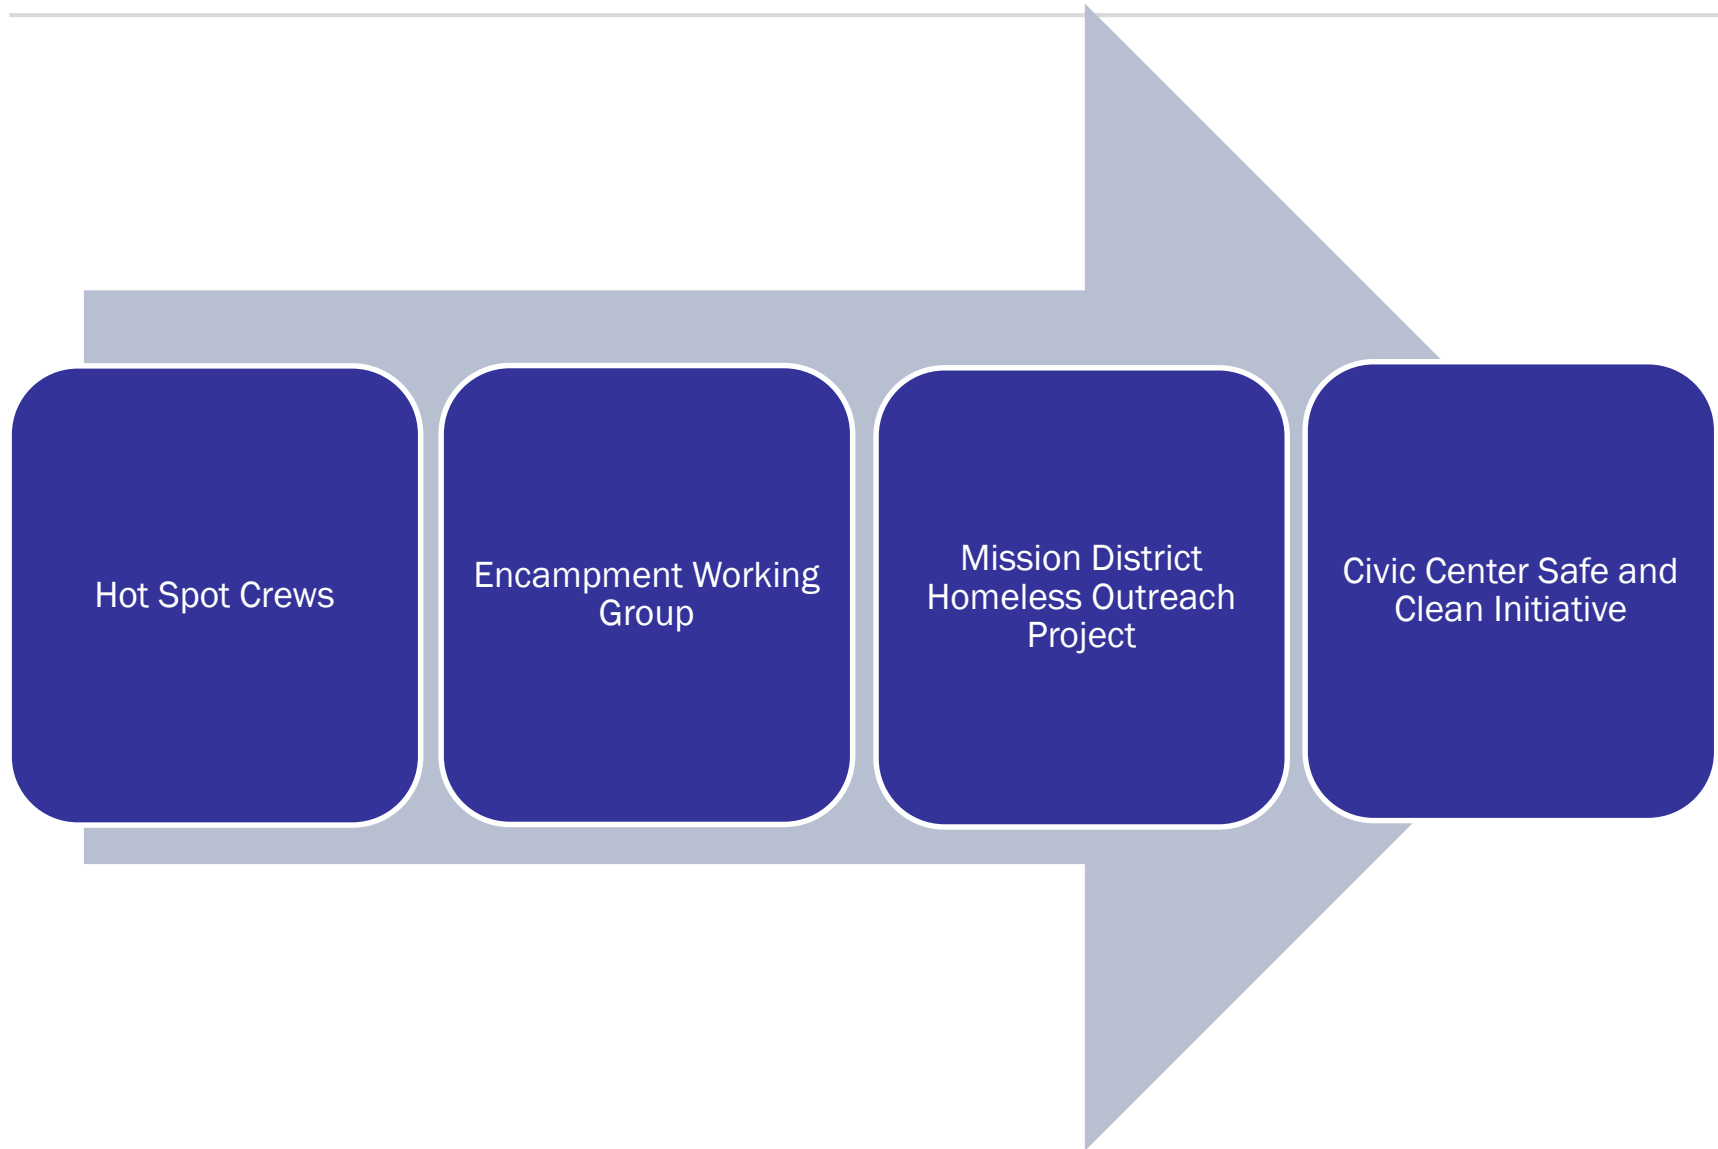 Hot Spot Crews
Encampment Working
Group
Mission District
Homeless Outreach
Project
Civic Center Safe and
Clean Initiative